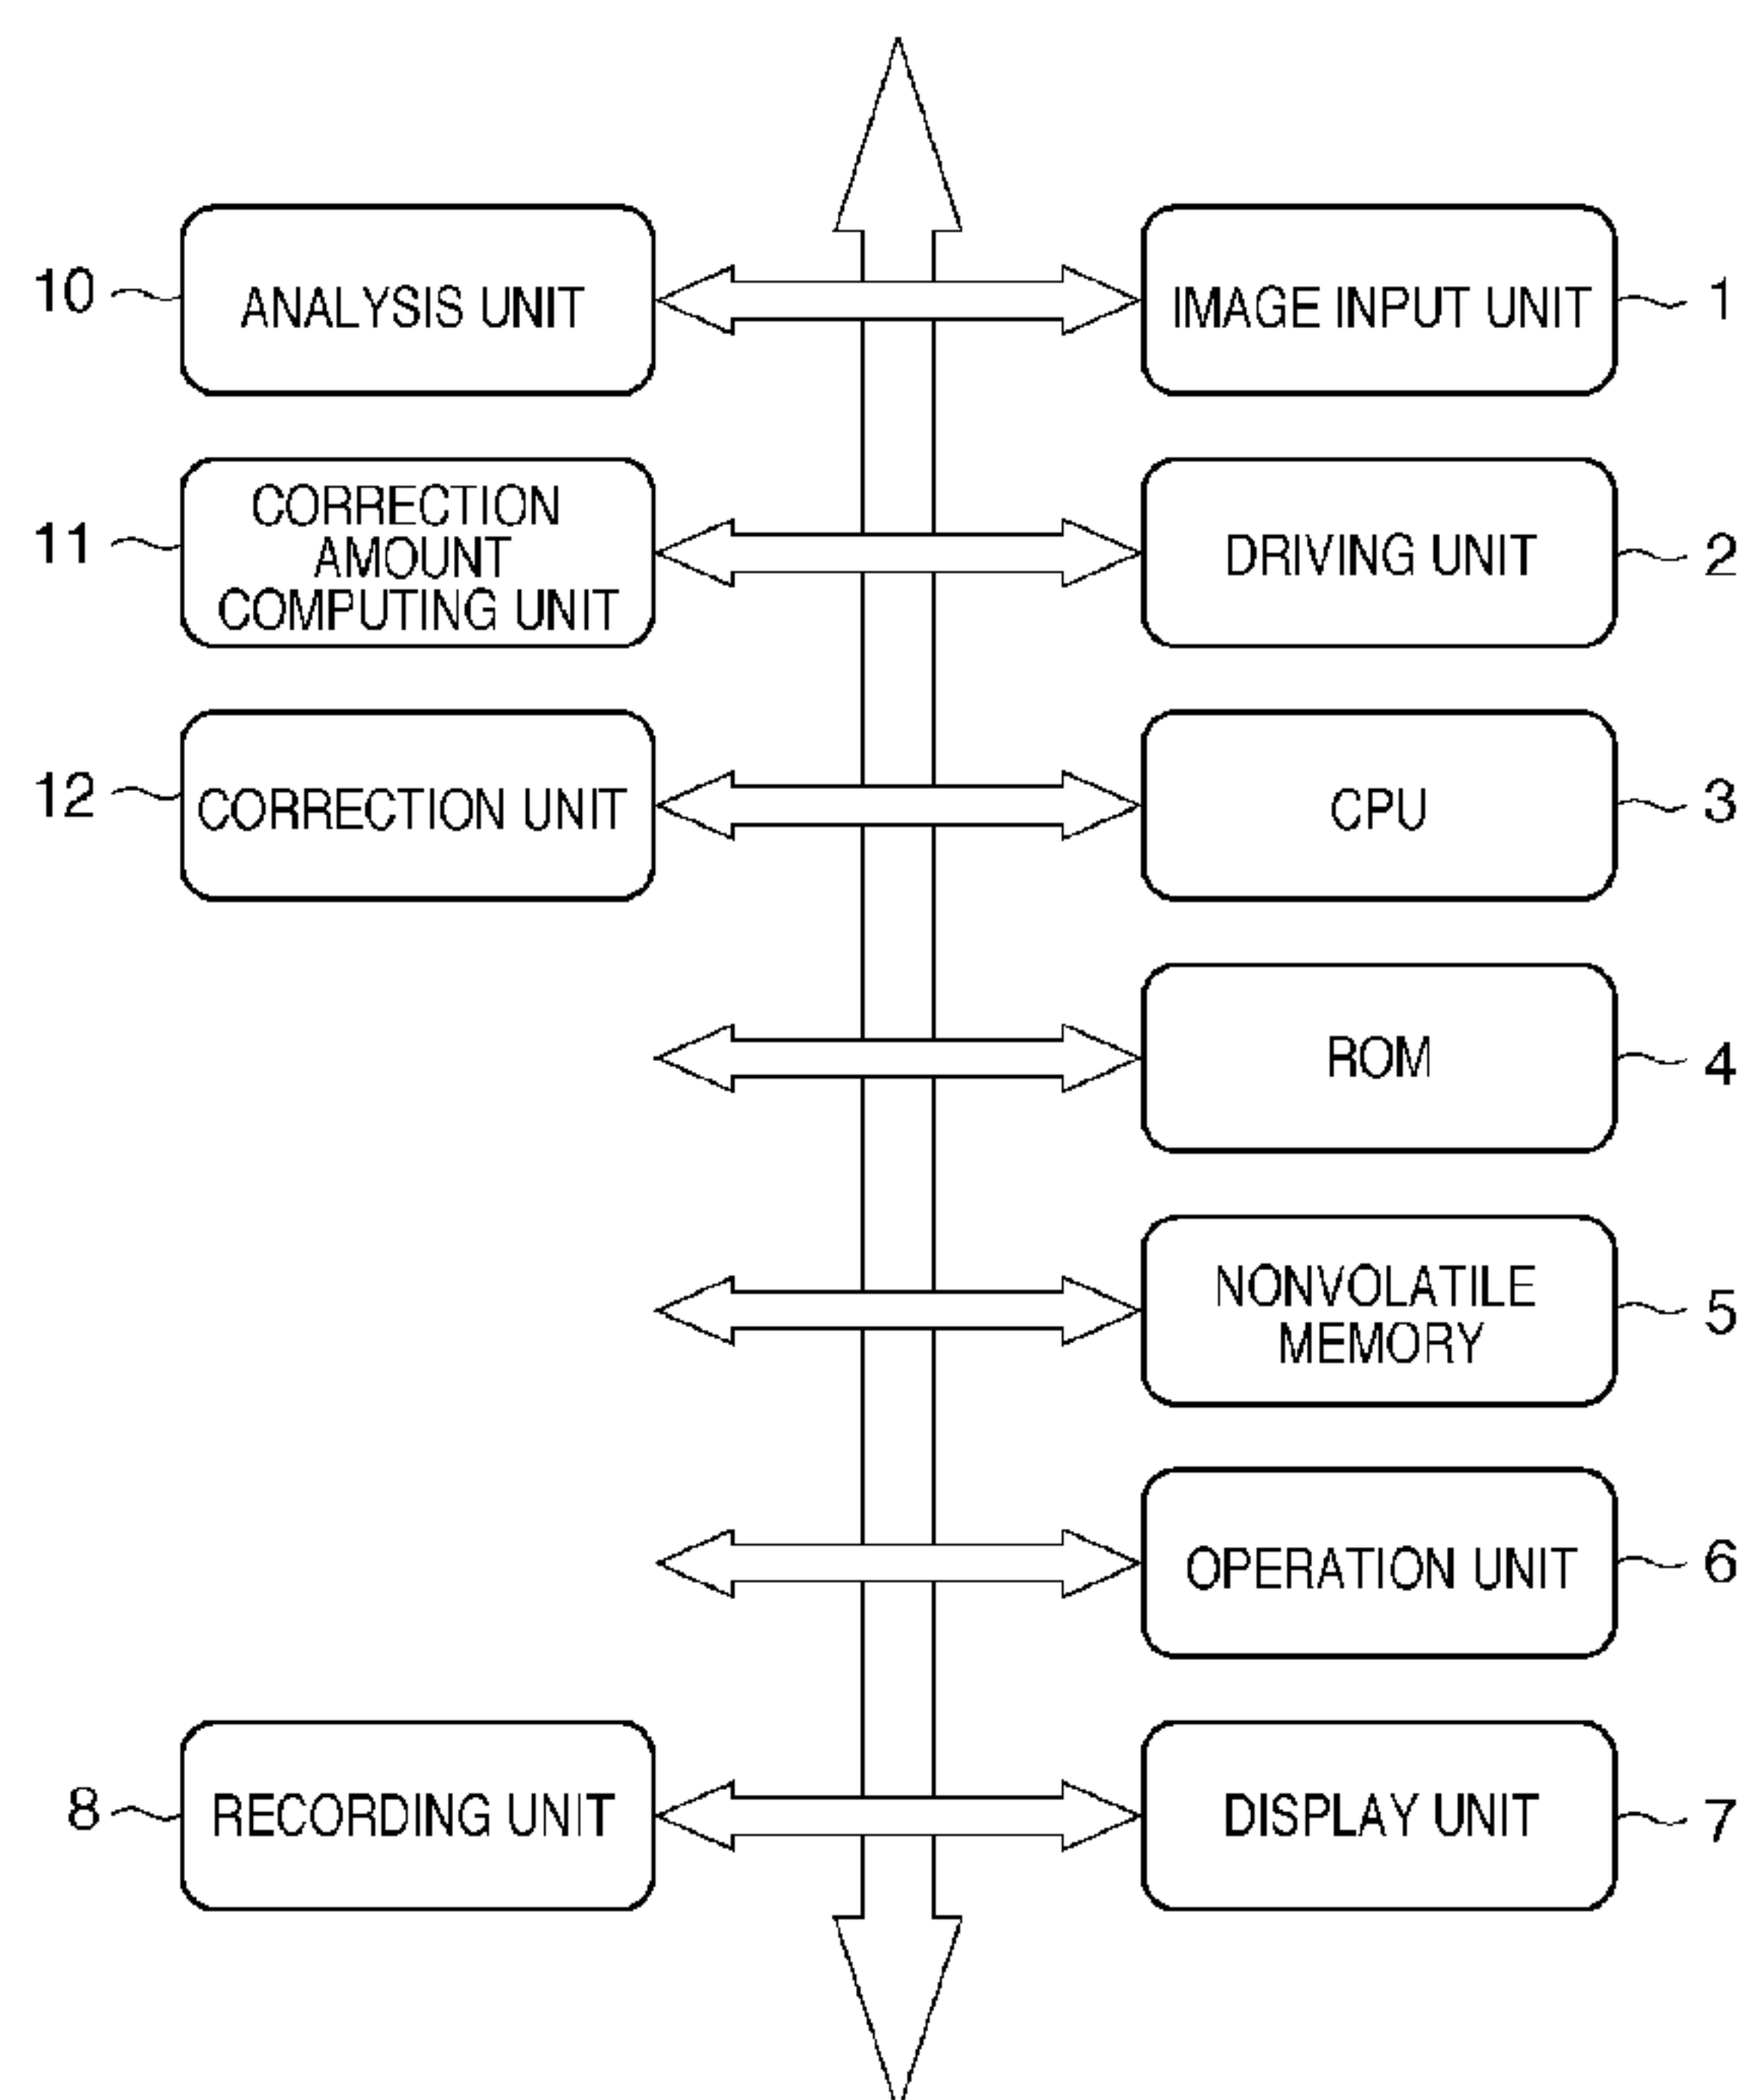 10
ANALYSIS UNIT
IMAGE INPUT UNIT
1
11
CORRECTION
AMOUNT
COMPUTING UNIT
DRIVING UNIT
2
12
CORRECTION UNIT
CPU
3
ROM
4
NONVOLATILE
MEMORY
5
OPERATION UNIT
6
8
RECORDING UNIT
DISPLAY UNIT
7